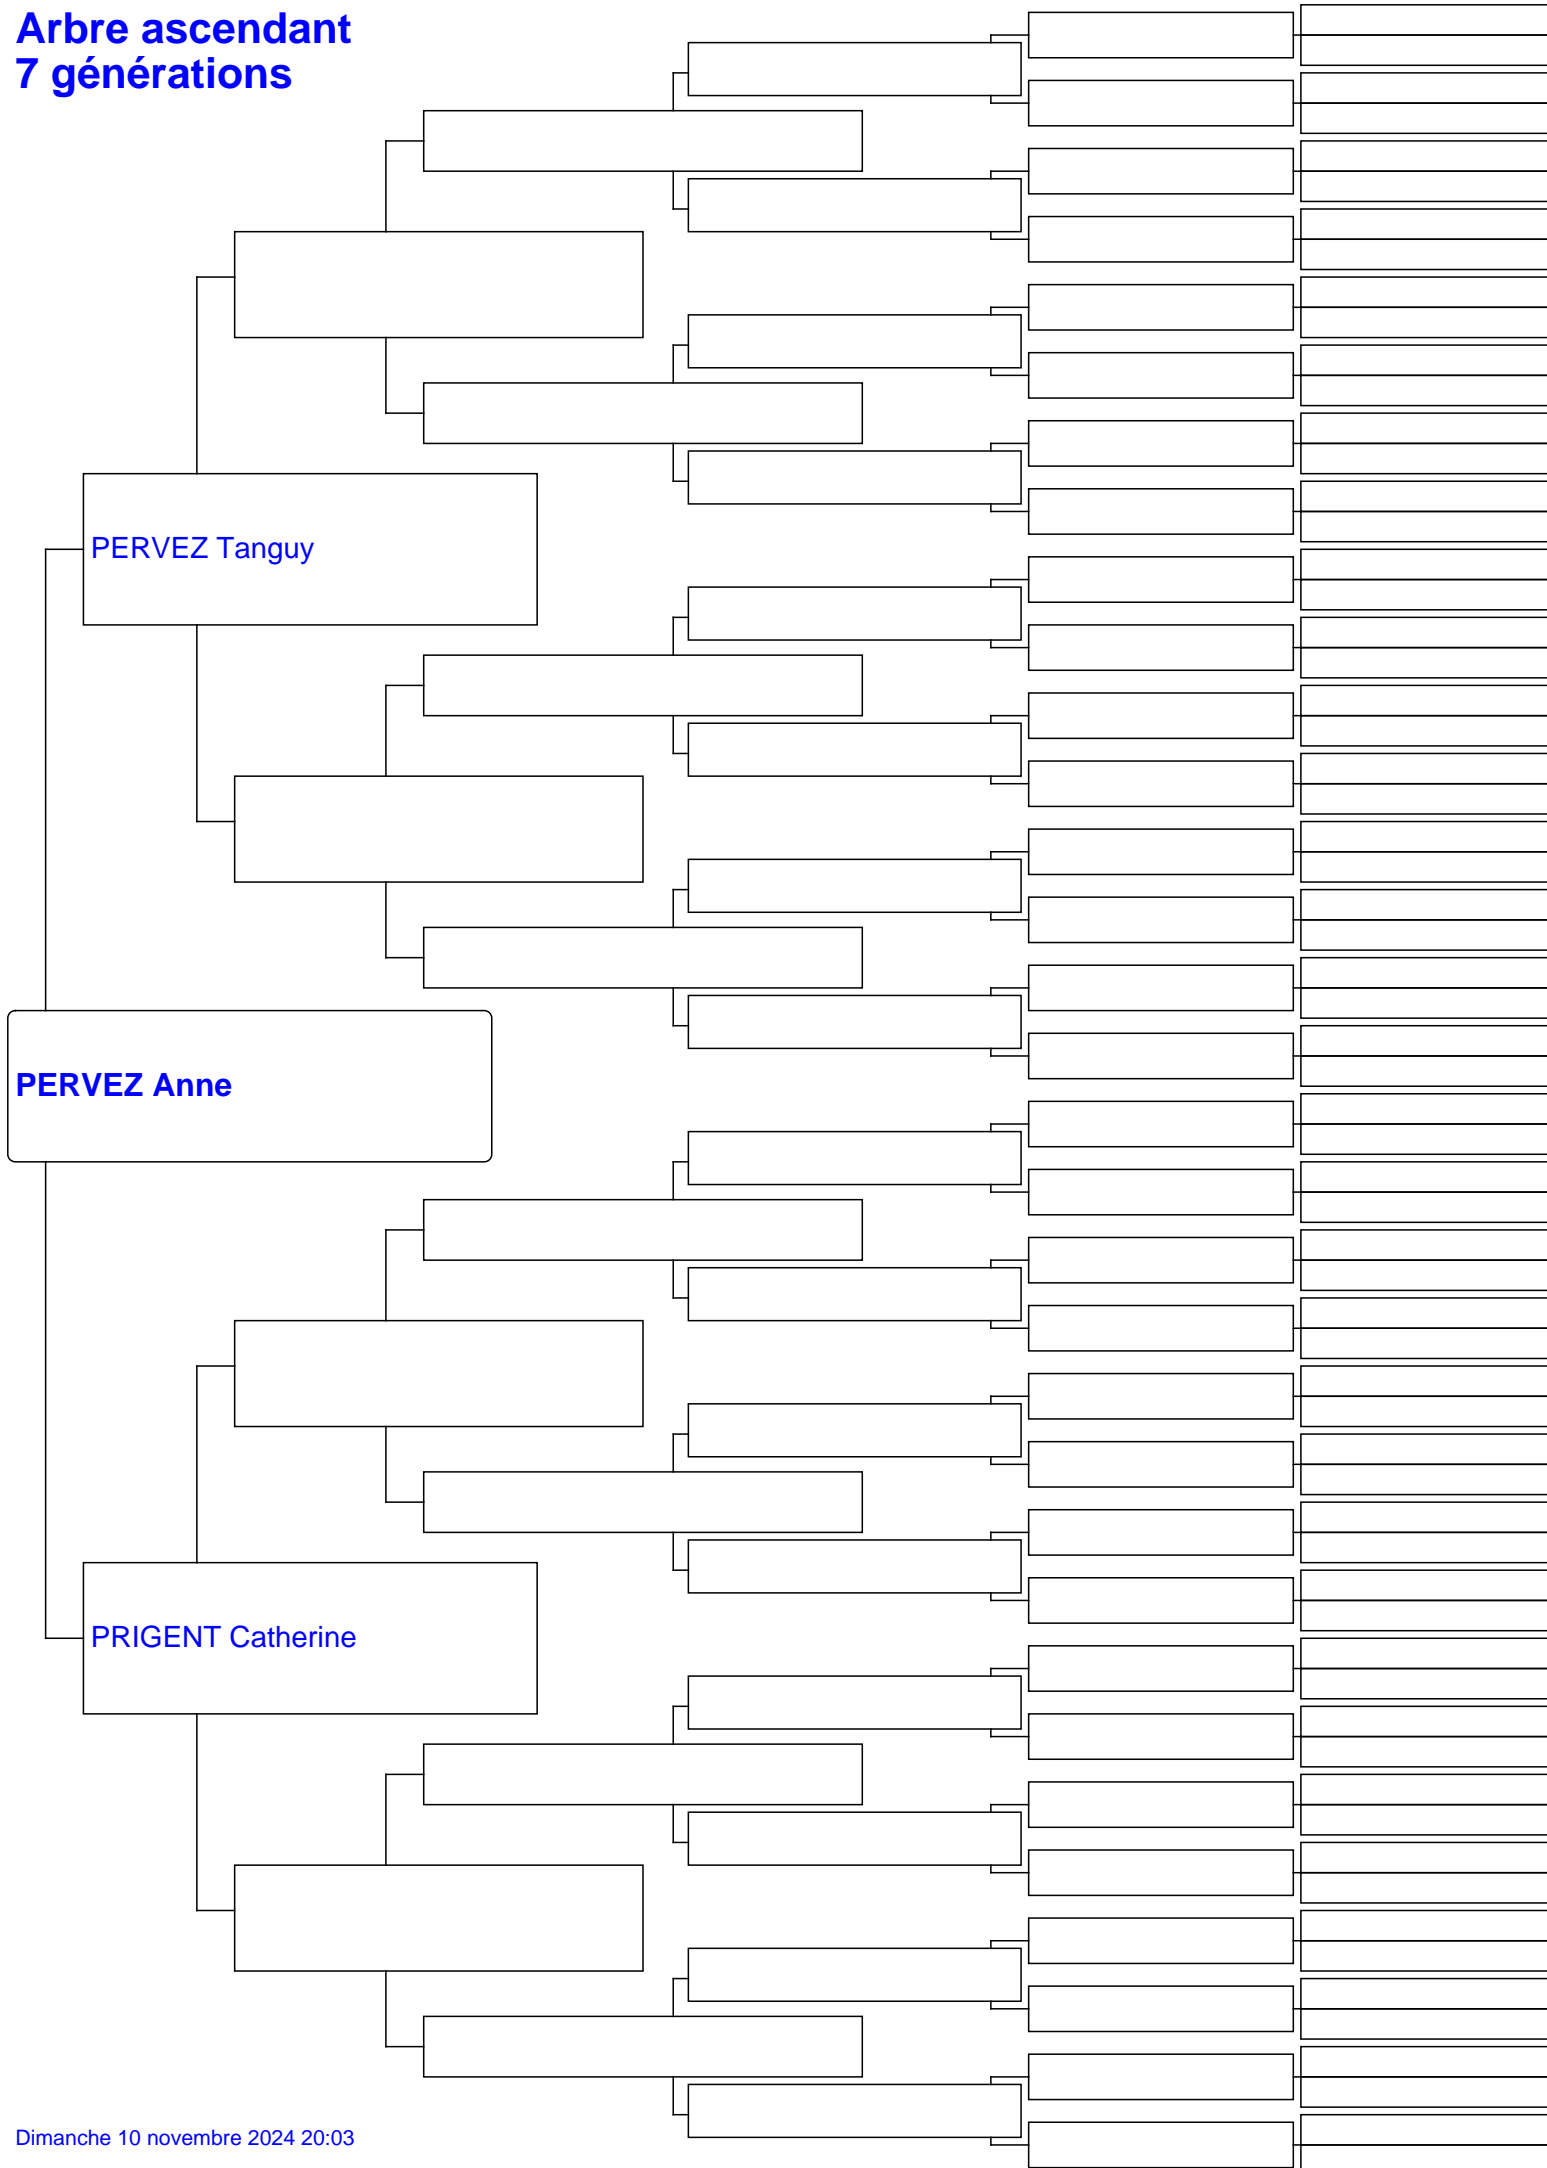 Arbre ascendant
7 générations
PERVEZ Tanguy
PERVEZ Anne
PRIGENT Catherine
Dimanche 10 novembre 2024 20:03